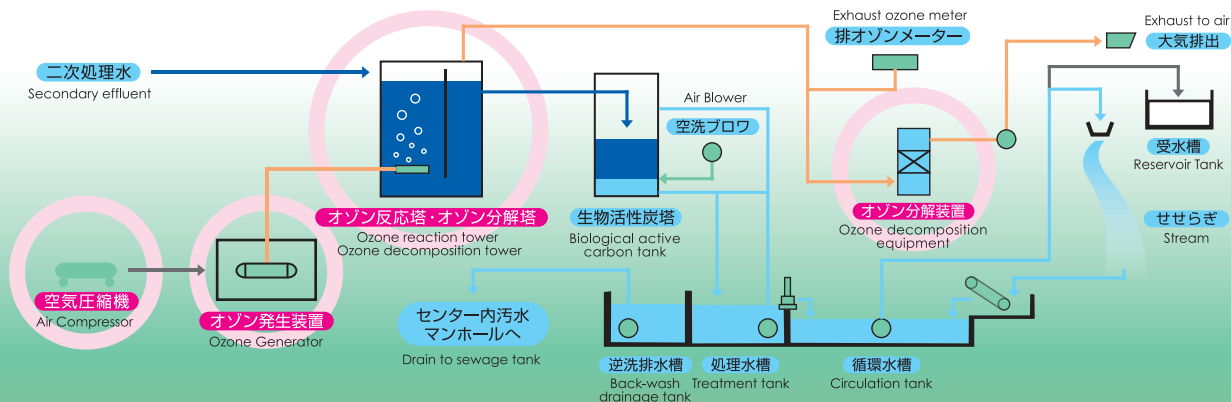 二次処理水
Secondary effluent
Exhaust ozone meter
排オゾンメーター
Exhaust to air
大気排出
Air Blower
空洗ブロワ
受水槽
Reservoir Tank
オゾン反応塔・オゾン分解塔
Ozone reaction tower
Ozone decomposition tower
生物活性炭塔
Biological active
carbon tank
オゾン分解装置
Ozone decomposition
equipment
せせらぎ
Stream
空気圧縮機
Air Compressor
オゾン発生装置
Ozone Generator
センター内汚水
マンホールへ
Drain to sewage tank
逆洗排水槽
Back-wash
drainage tank
処理水槽
Treatment tank
循環水槽
Circulation tank